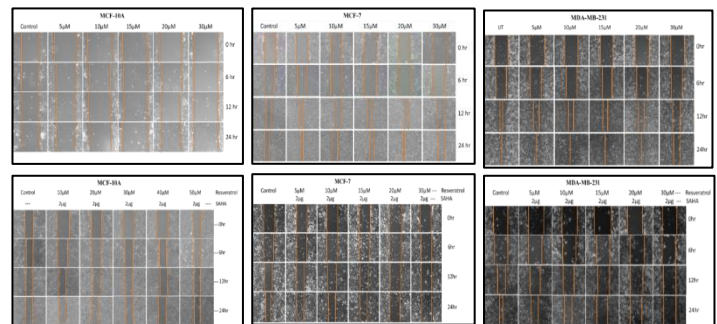 MCF-10A
Control 5µM 10µM 15µM 20µM 30µM
0 hr
6 hr
12 hr
24 hr
MCF-7
Control 5µM 10µM 15µM 20µM 30µM
0 hr
6 hr
12 hr
24 hr
MDA-MB-231
UT 5µM 10µM 15µM 20µM 30µM
0hr
6hr
12hr
24hr
MCF-10A
Control 10µM 20µM 30µM 40µM 50µM --- Resveratrol
--- 2µg 2µg 2µg 2µg 2µg --- SAHA
0hr
6hr
12hr
24hr
MCF-7
Control 5µM 10µM 15µM 20µM 30µM --- Resveratrol
2µg 2µg 2µg 2µg 2µg --- SAHA
0hr
6hr
12hr
24hr
MDA-MB-231
Control 5µM 10µM 15µM 20µM 30µM --- Resveratrol
2µg 2µg 2µg 2µg 2µg --- SAHA
0hr
6hr
12hr
24hr